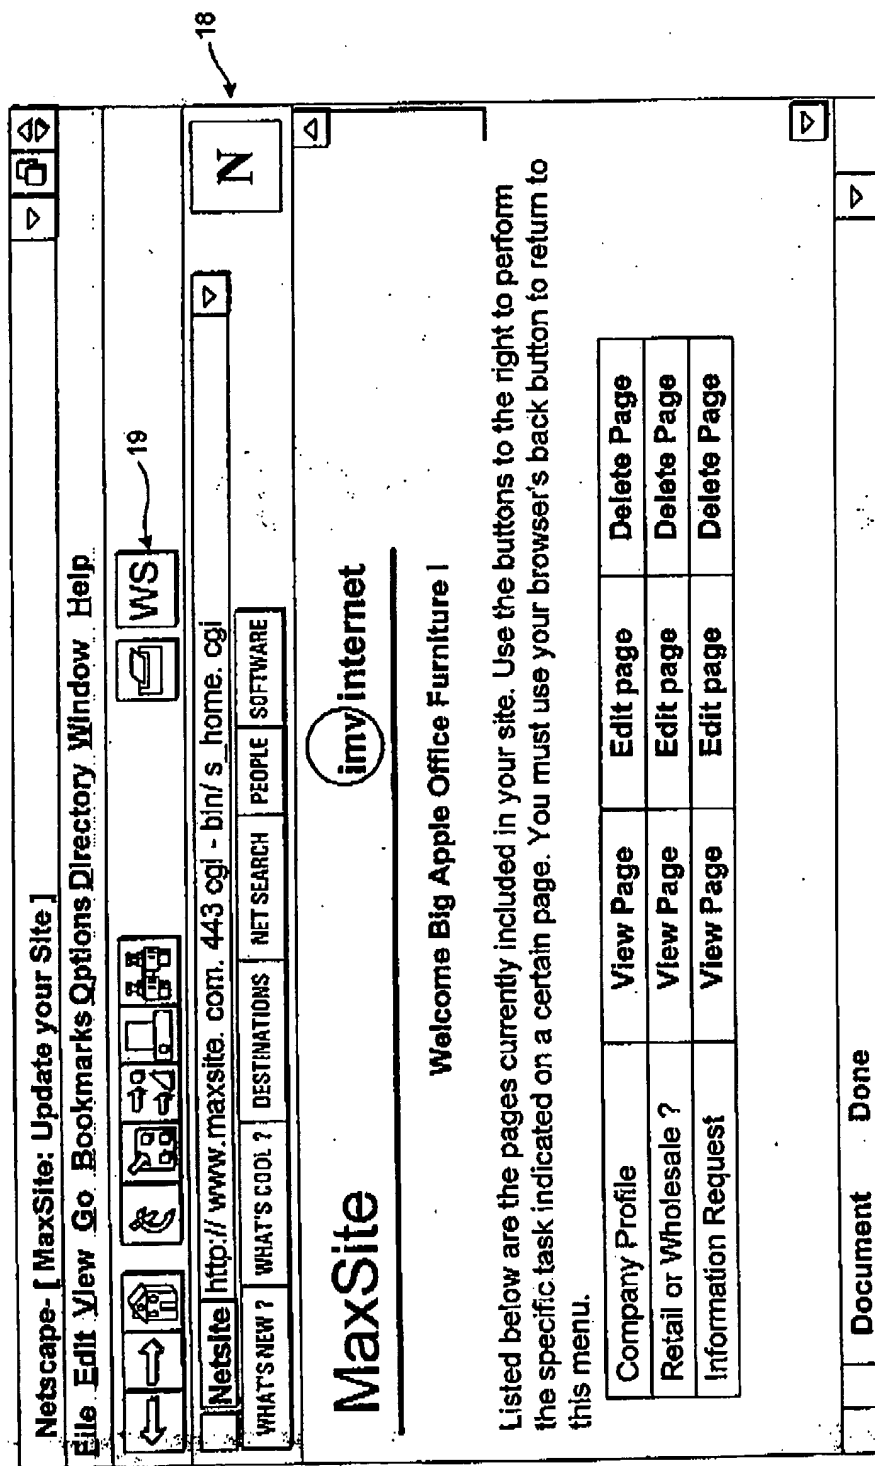 18
Netscape- [ MaxSite: Update your Site ]
File Edit View Go Bookmarks Options Directory Window Help
WS
19
Netsite http:// www.maxsite. com. 443 cgi - bin/ s_home. cgi
N
WHAT'S NEW ? WHAT'S COOL ? DESTINATIONS NET SEARCH PEOPLE SOFTWARE
MaxSite imv internet
Welcome Big Apple Office Furniture !
Listed below are the pages currently included in your site. Use the buttons to the right to perform
the specific task indicated on a certain page. You must use your browser's back button to return to
this menu.
Company Profile View Page Edit page Delete Page
Retail or Wholesale ? View Page Edit page Delete Page
Information Request View Page Edit page Delete Page
Document Done